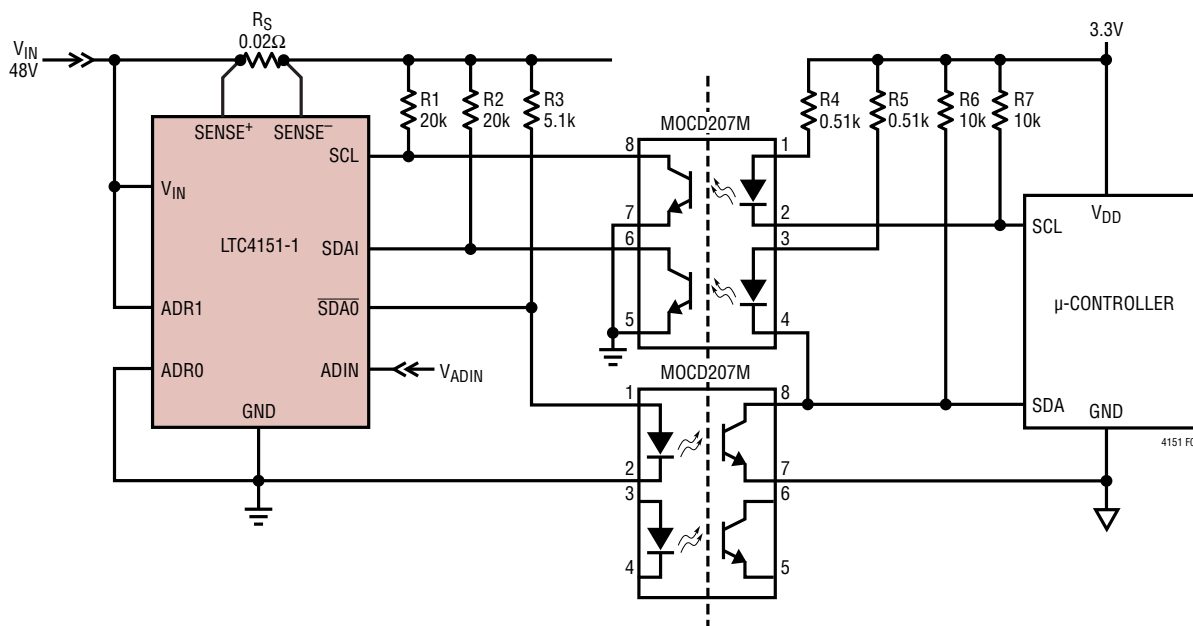 V_IN
48V
R_S
0.02Ω
SENSE⁺
SENSE⁻
R1
20k
R2
20k
R3
5.1k
SCL
V_IN
LTC4151-1
SDAI
ADR1
S̅D̅A̅0̅
ADR0
ADIN
V_ADIN
GND
MOCD207M
8
7
6
5
1
2
3
4
MOCD207M
1
2
3
4
8
7
6
5
R4
0.51k
R5
0.51k
R6
10k
R7
10k
3.3V
V_DD
SCL
µ-CONTROLLER
SDA
GND